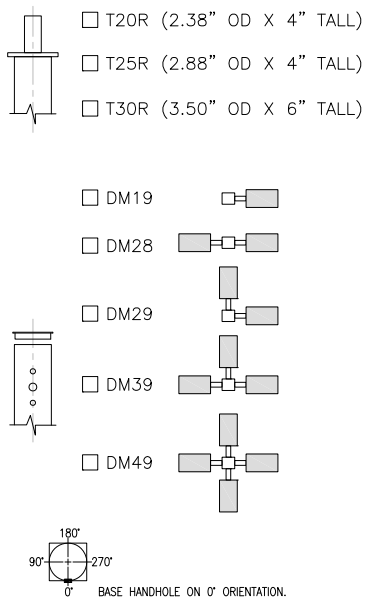 T20R (2.38" OD X 4" TALL)
T25R (2.88" OD X 4" TALL)
T30R (3.50" OD X 6" TALL)
DM19
DM28
DM29
DM39
DM49
180°
90° 270°
0° BASE HANDHOLE ON 0° ORIENTATION.